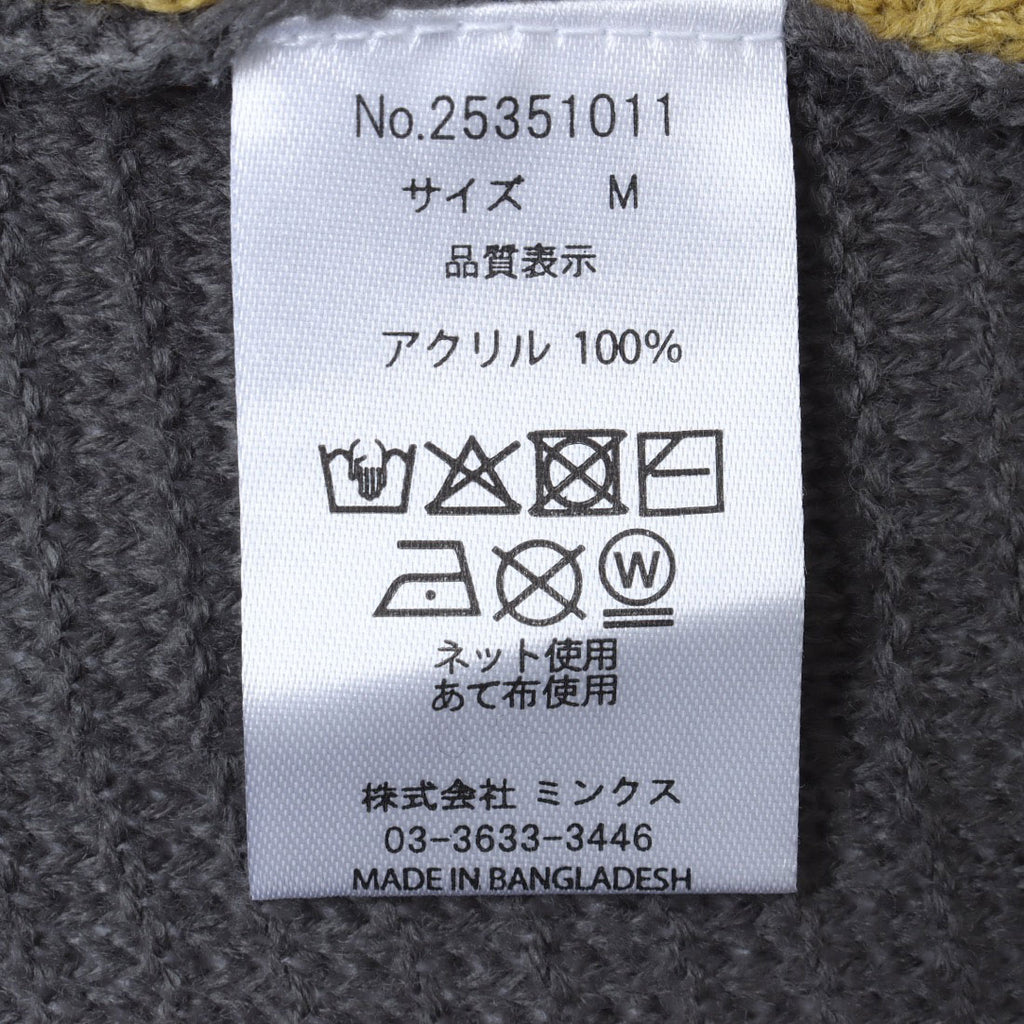 No.25351011
サイズ M
品質表示
アクリル 100%
W
ネット使用
あて布使用
株式会社 ミンクス
03-3633-3446
MADE IN BANGLADESH